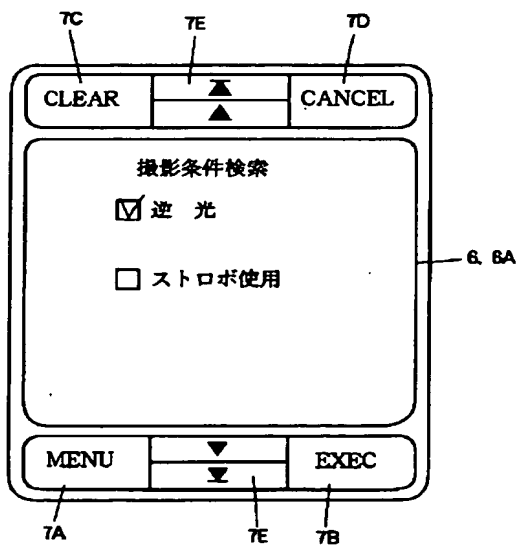 7C 7E 7D
CLEAR CANCEL
撮影条件検索
逆 光
6, 6A
ストロボ使用
MENU EXEC
7A 7E 7B